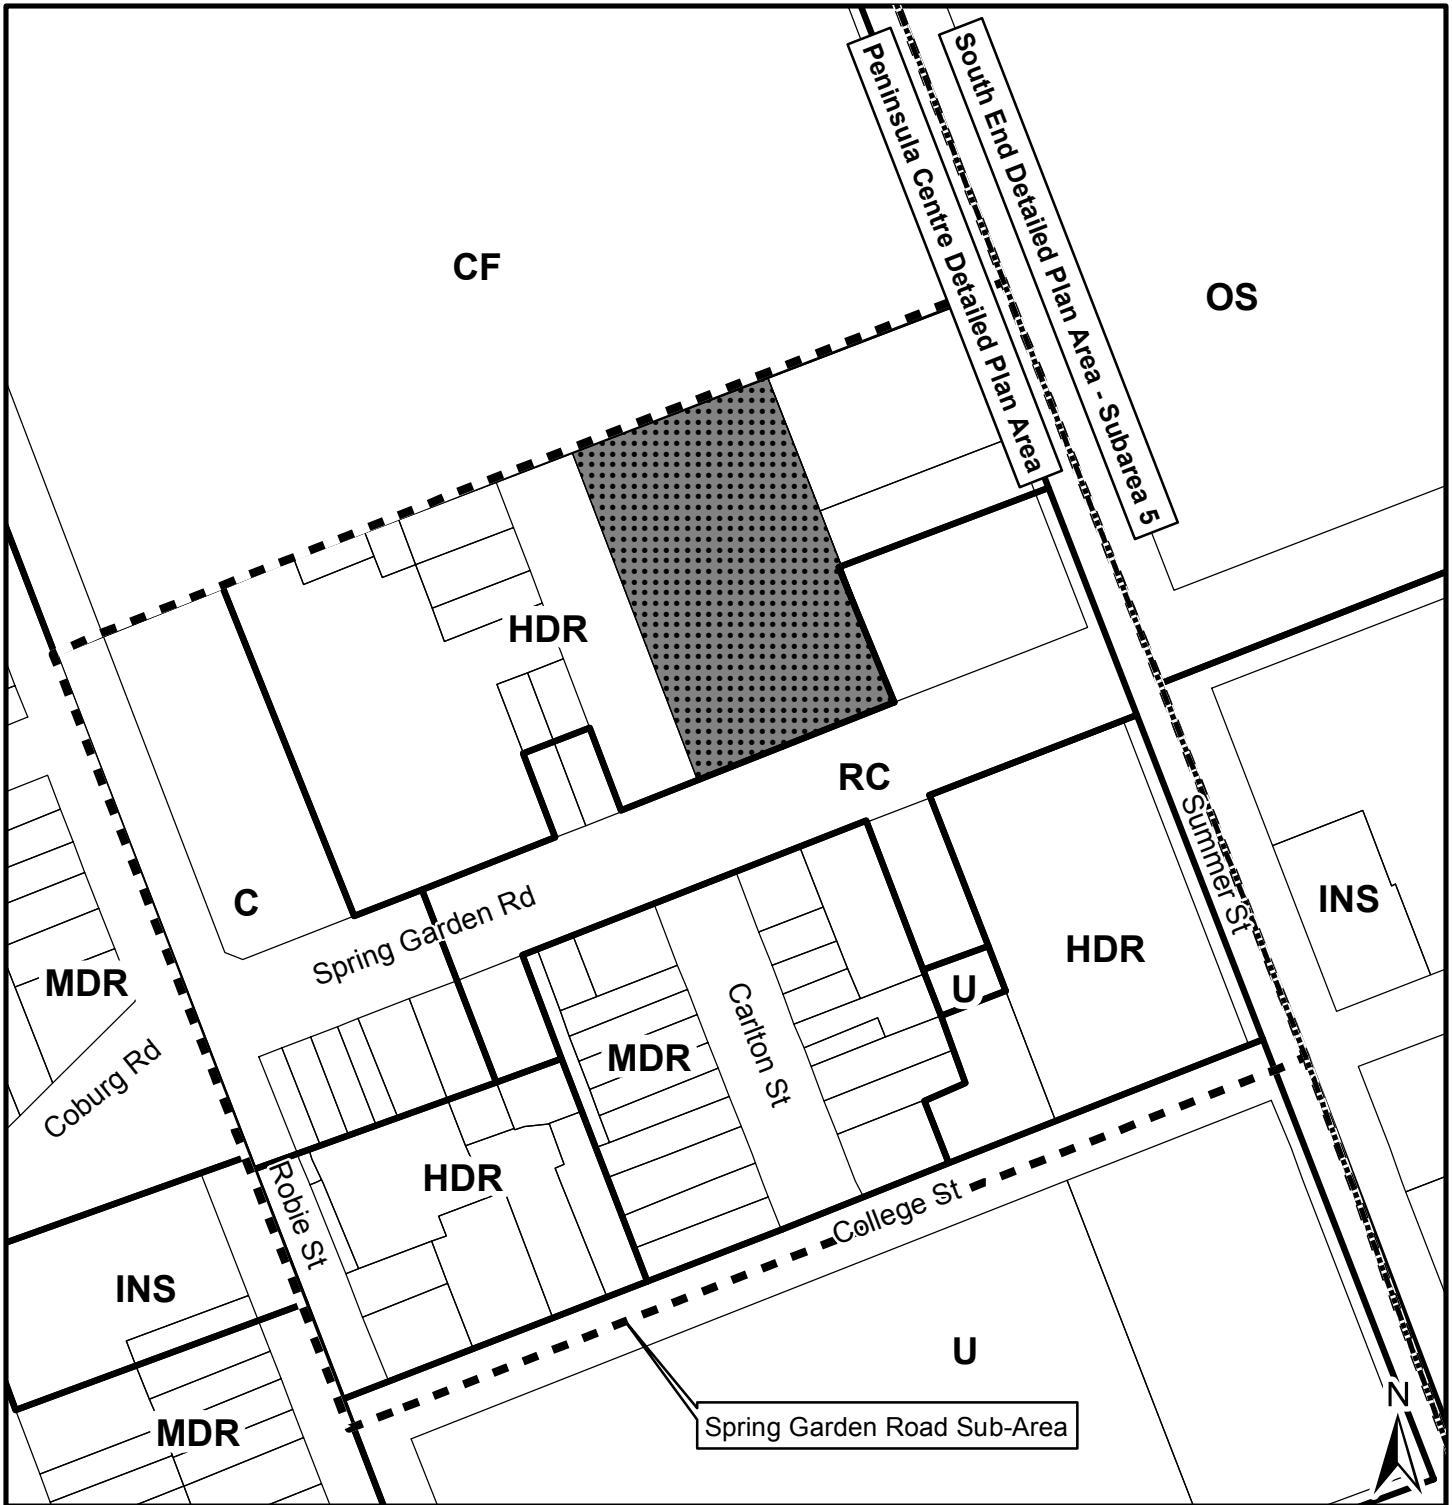 Peninsula Centre Detailed Plan Area
South End Detailed Plan Area - Subarea 5
CF
OS
HDR
RC
C
Spring Garden Rd
Summer St
INS
MDR
HDR
U
Carlton St
MDR
Coburg Rd
HDR
Robie St
College St
INS
U
MDR
Spring Garden Road Sub-Area
N